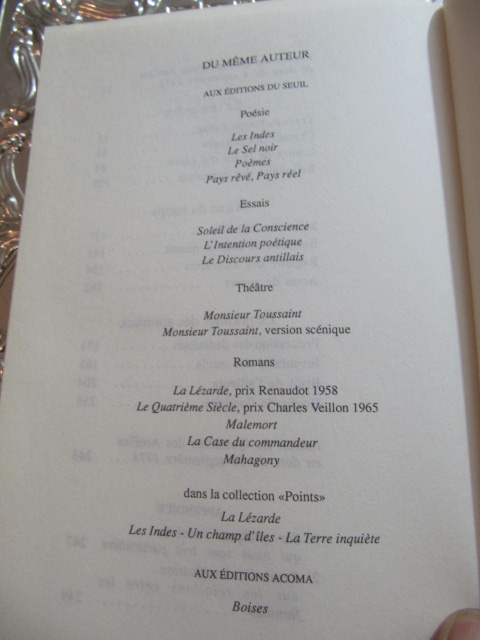 DU MÊME AUTEUR
AUX ÉDITIONS DU SEUIL
Poésie
Les Indes
Le Sel noir
Poèmes
Pays rêvé, Pays réel
Essais
Soleil de la Conscience
L'Intention poétique
Le Discours antillais
Théâtre
Monsieur Toussaint
Monsieur Toussaint, version scénique
Romans
La Lézarde, prix Renaudot 1958
Le Quatrième Siècle, prix Charles Veillon 1965
Malemort
La Case du commandeur
Mahagony
dans la collection «Points»
La Lézarde
Les Indes - Un champ d'îles - La Terre inquiète
AUX ÉDITIONS ACOMA
Boises